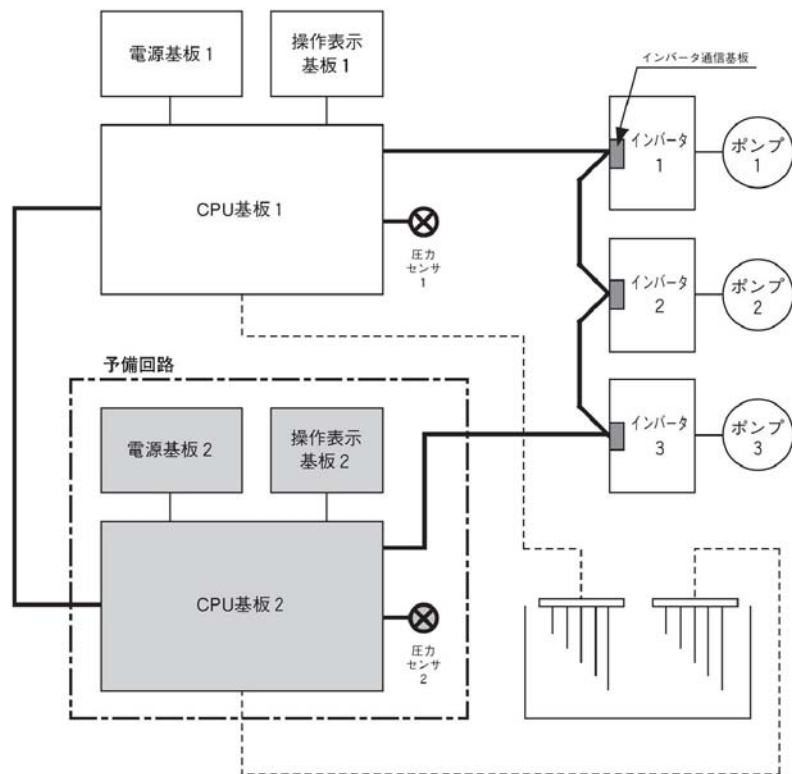 電源基板1
操作表示
基板1
インバータ通信基板
CPU基板1
圧力
センサ
1
インバータ
1
ポンプ
1
インバータ
2
ポンプ
2
インバータ
3
ポンプ
3
予備回路
電源基板2
操作表示
基板2
CPU基板2
圧力
センサ
2